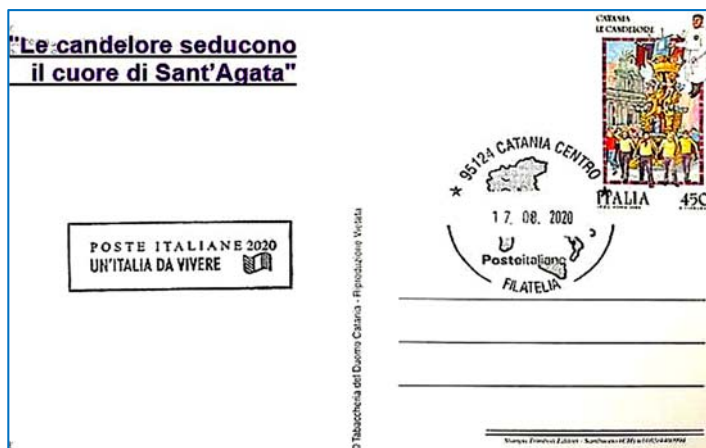 "Le candelore seducono
il cuore di Sant'Agata"
CATANIA
LE CANDELORE
ITALIA 450
★ 95124 CATANIA CENTRO ★
17. 08. 2020
Posteitaliane
FILATELIA
POSTE ITALIANE 2020
UN'ITALIA DA VIVERE
© Tabaccheria del Duomo Catania - Riproduzione Vietata